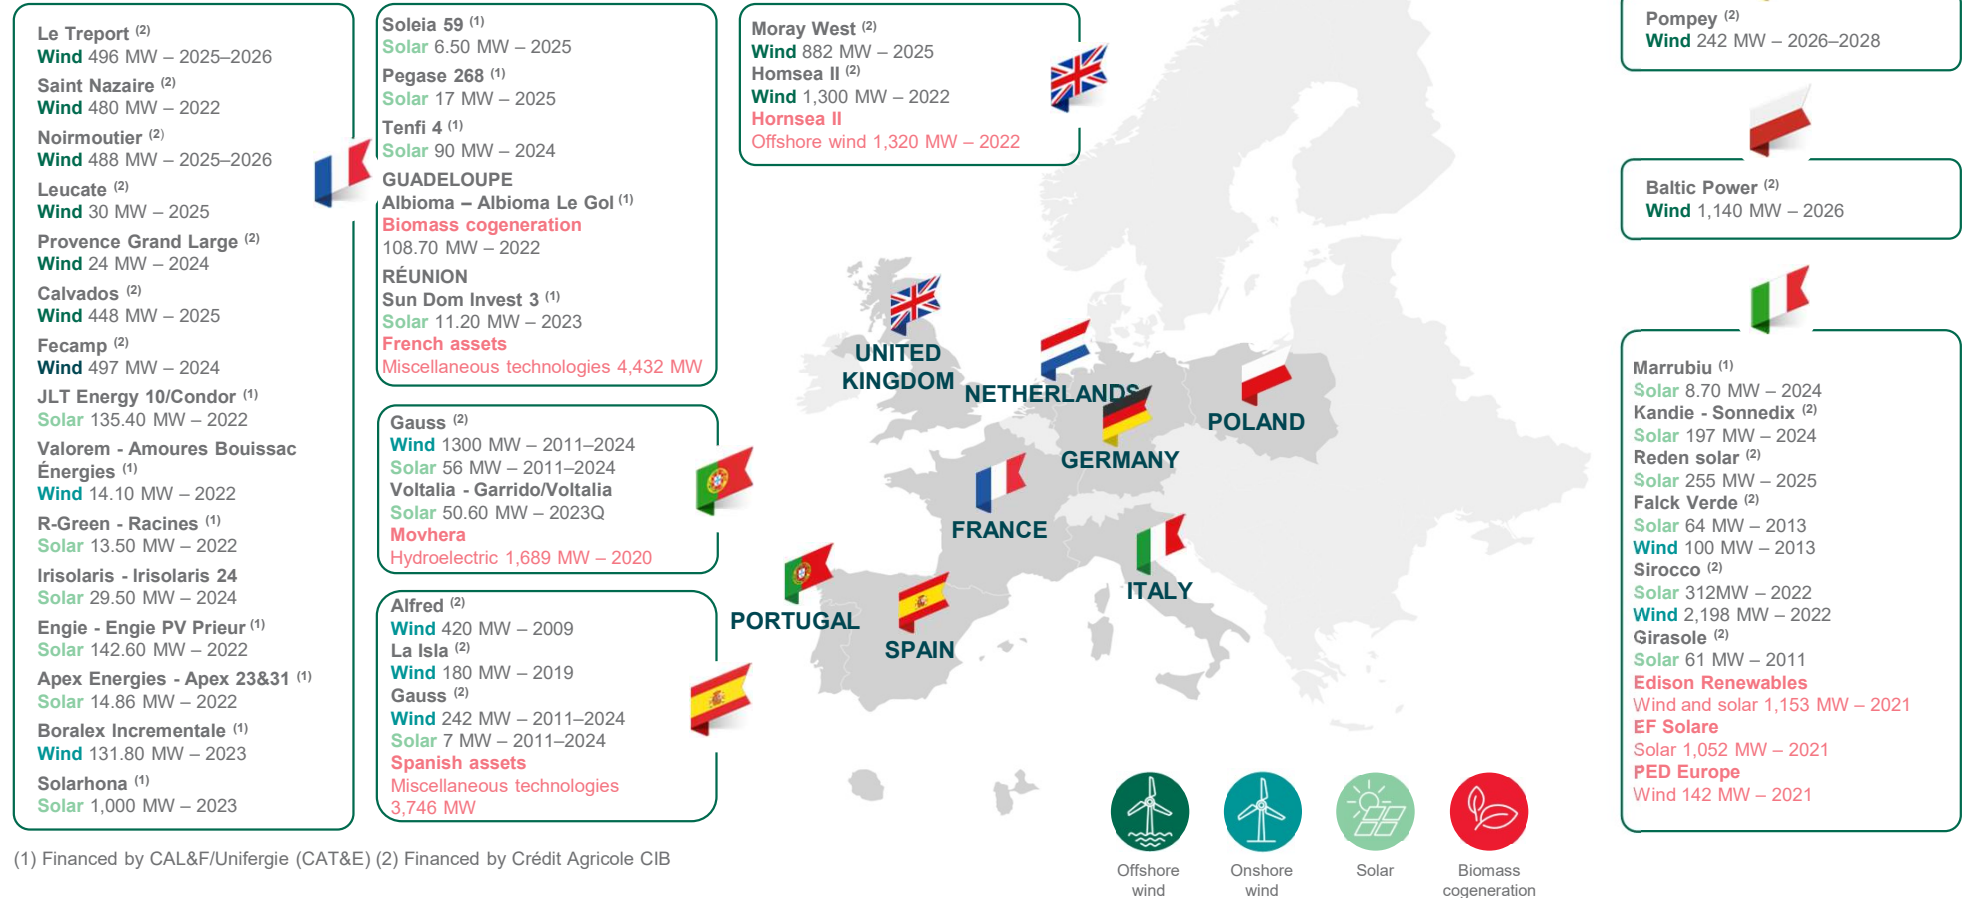 Le Treport (2)
Wind 496 MW – 2025–2026
Saint Nazaire (2)
Wind 480 MW – 2022
Noirmoutier (2)
Wind 488 MW – 2025–2026
Leucate (2)
Wind 30 MW – 2025
Provence Grand Large (2)
Wind 24 MW – 2024
Calvados (2)
Wind 448 MW – 2025
Fecamp (2)
Wind 497 MW – 2024
JLT Energy 10/Condor (1)
Solar 135.40 MW – 2022
Valorem - Amoures Bouissac
Énergies (1)
Wind 14.10 MW – 2022
R-Green - Racines (1)
Solar 13.50 MW – 2022
Irisolaris - Irisolaris 24
Solar 29.50 MW – 2024
Engie - Engie PV Prieur (1)
Solar 142.60 MW – 2022
Apex Energies - Apex 23&31 (1)
Solar 14.86 MW – 2022
Boralex Incrementale (1)
Wind 131.80 MW – 2023
Solarhona (1)
Solar 1,000 MW – 2023
Soleia 59 (1)
Solar 6.50 MW – 2025
Pegase 268 (1)
Solar 17 MW – 2025
Tenfi 4 (1)
Solar 90 MW – 2024
GUADELOUPE
Albioma – Albioma Le Gol (1)
Biomass cogeneration
108.70 MW – 2022
RÉUNION
Sun Dom Invest 3 (1)
Solar 11.20 MW – 2023
French assets
Miscellaneous technologies 4,432 MW
Gauss (2)
Wind 1300 MW – 2011–2024
Solar 56 MW – 2011–2024
Voltalia - Garrido/Voltalia
Solar 50.60 MW – 2023Q
Movhera
Hydroelectric 1,689 MW – 2020
Alfred (2)
Wind 420 MW – 2009
La Isla (2)
Wind 180 MW – 2019
Gauss (2)
Wind 242 MW – 2011–2024
Solar 7 MW – 2011–2024
Spanish assets
Miscellaneous technologies
3,746 MW
Moray West (2)
Wind 882 MW – 2025
Homsea II (2)
Wind 1,300 MW – 2022
Hornsea II
Offshore wind 1,320 MW – 2022
UNITED
KINGDOM
NETHERLANDS
POLAND
GERMANY
FRANCE
ITALY
PORTUGAL
SPAIN
Pompey (2)
Wind 242 MW – 2026–2028
Baltic Power (2)
Wind 1,140 MW – 2026
Marrubiu (1)
Solar 8.70 MW – 2024
Kandie - Sonnedix (2)
Solar 197 MW – 2024
Reden solar (2)
Solar 255 MW – 2025
Falck Verde (2)
Solar 64 MW – 2013
Wind 100 MW – 2013
Sirocco (2)
Solar 312MW – 2022
Wind 2,198 MW – 2022
Girasole (2)
Solar 61 MW – 2011
Edison Renewables
Wind and solar 1,153 MW – 2021
EF Solare
Solar 1,052 MW – 2021
PED Europe
Wind 142 MW – 2021
Offshore
wind
Onshore
wind
Solar
Biomass
cogeneration
(1) Financed by CAL&F/Unifergie (CAT&E) (2) Financed by Crédit Agricole CIB